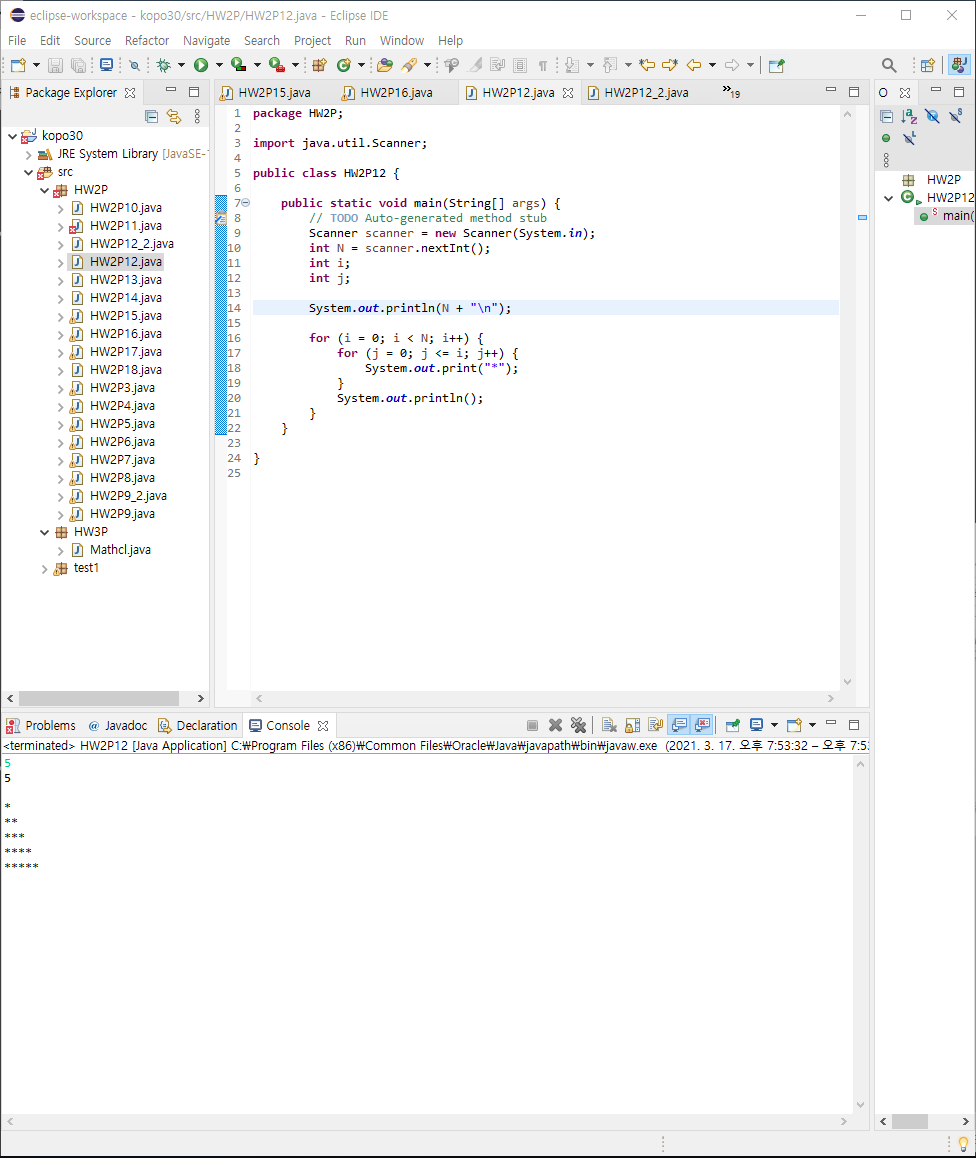 eclipse-workspace - kopo30/src/HW2P/HW2P12.java - Eclipse IDE
File Edit Source Refactor Navigate Search Project Run Window Help
Package Explorer
kopo30
JRE System Library [JavaSE-
src
HW2P
HW2P10.java
HW2P11.java
HW2P12_2.java
HW2P12.java
HW2P13.java
HW2P14.java
HW2P15.java
HW2P16.java
HW2P17.java
HW2P18.java
HW2P3.java
HW2P4.java
HW2P5.java
HW2P6.java
HW2P7.java
HW2P8.java
HW2P9_2.java
HW2P9.java
HW3P
Mathcl.java
test1
HW2P15.java HW2P16.java HW2P12.java HW2P12_2.java »19
1 package HW2P;
2
3 import java.util.Scanner;
4
5 public class HW2P12 {
6
7 public static void main(String[] args) {
8 // TODO Auto-generated method stub
9 Scanner scanner = new Scanner(System.in);
10 int N = scanner.nextInt();
11 int i;
12 int j;
13
14 System.out.println(N + "\n");
15
16 for (i = 0; i < N; i++) {
17 for (j = 0; j <= i; j++) {
18 System.out.print("*");
19 }
20 System.out.println();
21 }
22 }
23
24 }
25
O
HW2P
HW2P12
main(
Problems @ Javadoc Declaration Console
<terminated> HW2P12 [Java Application] C:₩Program Files (x86)₩Common Files₩Oracle₩Java₩javapath₩bin₩javaw.exe (2021. 3. 17. 오후 7:53:32 – 오후 7:53
5
5
*
**
***
****
*****